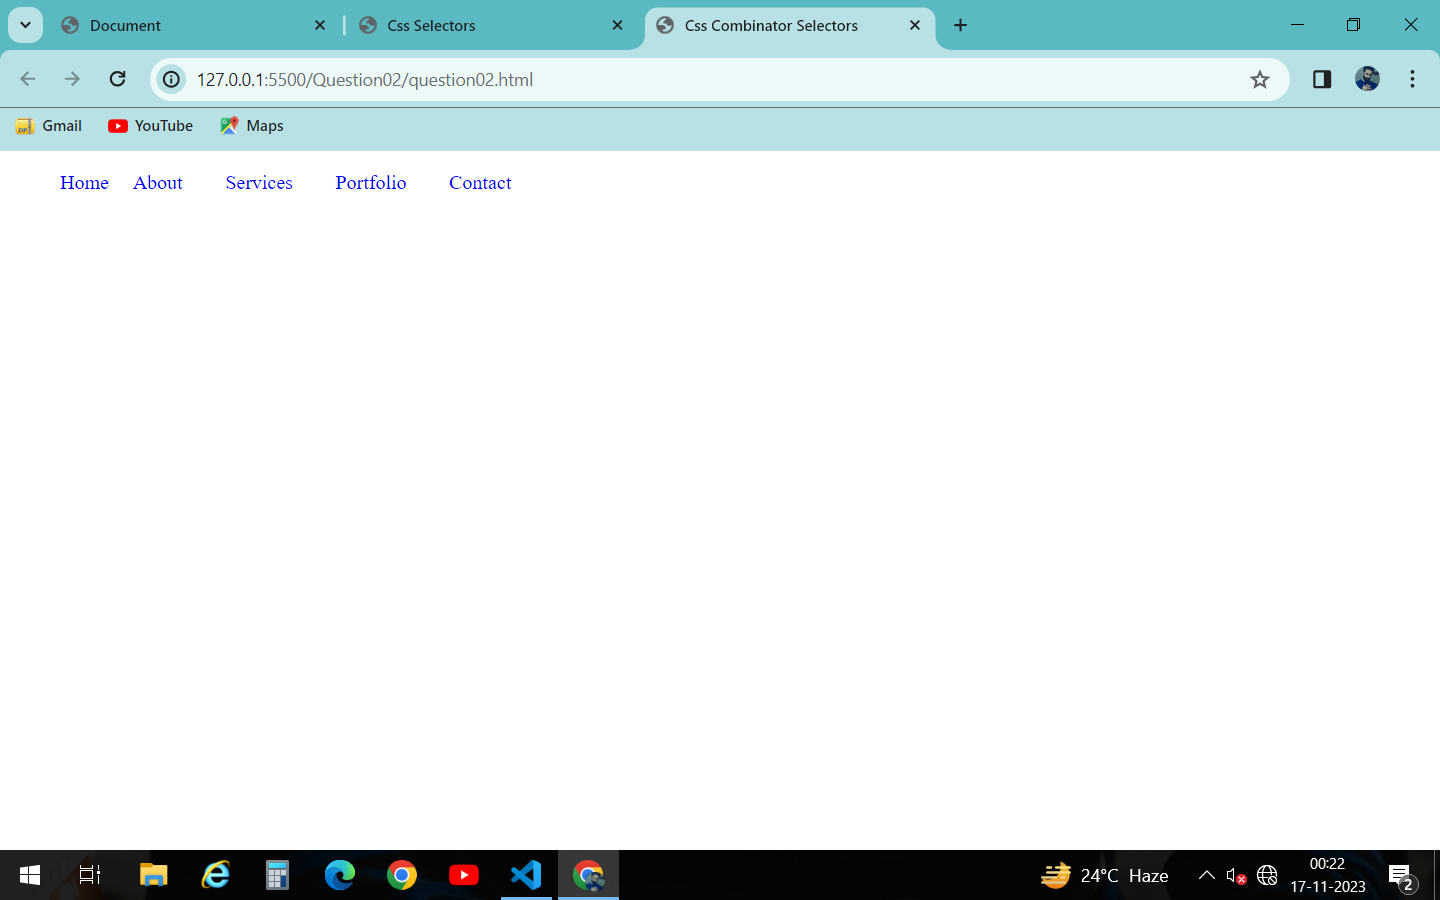 Document Css Selectors Css Combinator Selectors
127.0.0.1:5500/Question02/question02.html
Gmail YouTube Maps
Home About Services Portfolio Contact
24°C Haze 00:22
17-11-2023 2